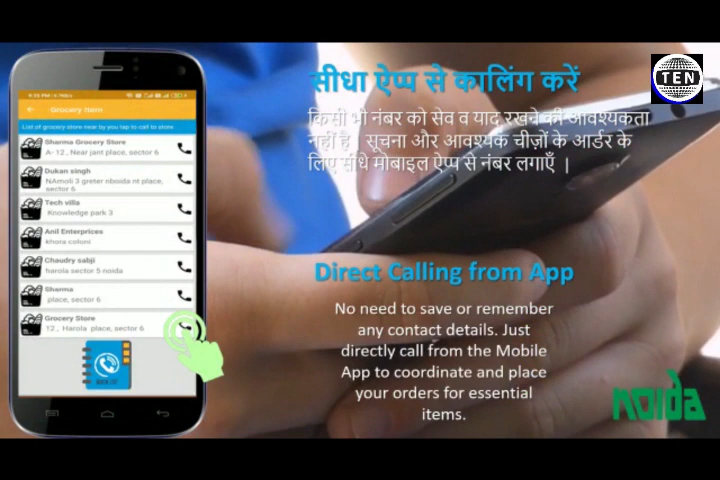 सीधा ऐप्प से कालिंग करें
किसी भी नंबर को सेव व याद रखने की आवश्यकता
नहीं है | सूचना और आवश्यक चीज़ों के आर्डर के
लिए सीधे मोबाइल ऐप्प से नंबर लगाएँ |
TEN
Grocery Item
List of grocery store near by you tap to call to store
Sharma Grocery Store
A- 12 , Near jant place, sector 6
Dukan singh
NAmoli 3 greter nboida nt place,
sector 6
Tech villa
Knowledge park 3
Anil Enterprises
khora coloni
Chaudry sabji
harola sector 5 noida
Sharma
place, sector 6
Grocery Store
12 , Harola place, sector 6
Direct Calling from App
No need to save or remember
any contact details. Just
directly call from the Mobile
App to coordinate and place
your orders for essential
items.
noida